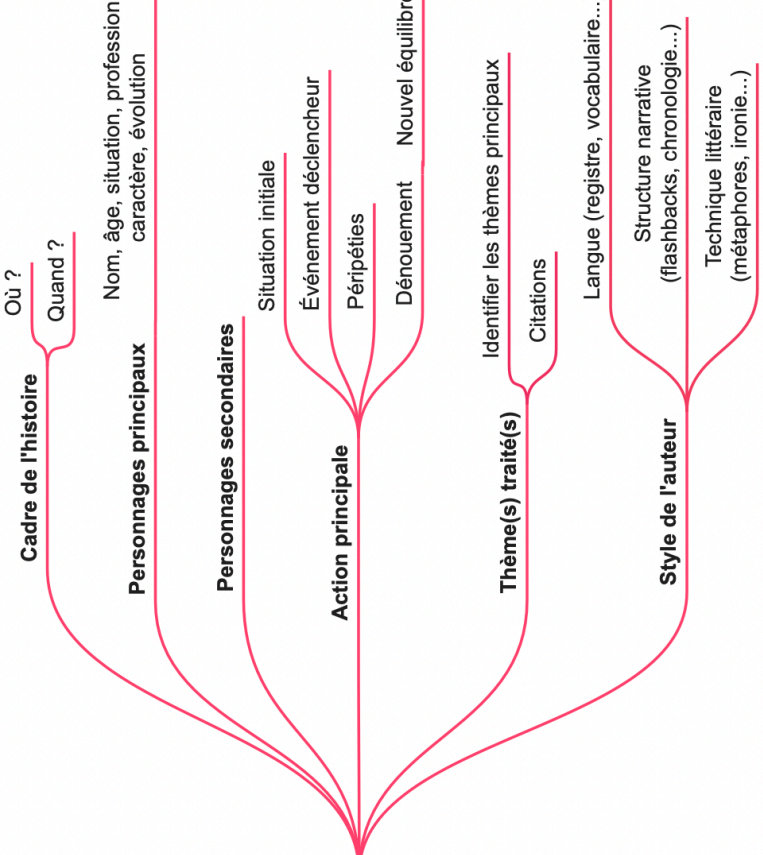 Cadre de l'histoire
Où ?
Quand ?
Personnages principaux
Nom, âge, situation, profession
caractère, évolution
Personnages secondaires
Action principale
Situation initiale
Événement déclencheur
Péripéties
Dénouement
Nouvel équilibre
Thème(s) traité(s)
Identifier les thèmes principaux
Citations
Style de l'auteur
Langue (registre, vocabulaire...
Structure narrative
(flashbacks, chronologie...)
Technique littéraire
(métaphores, ironie...)